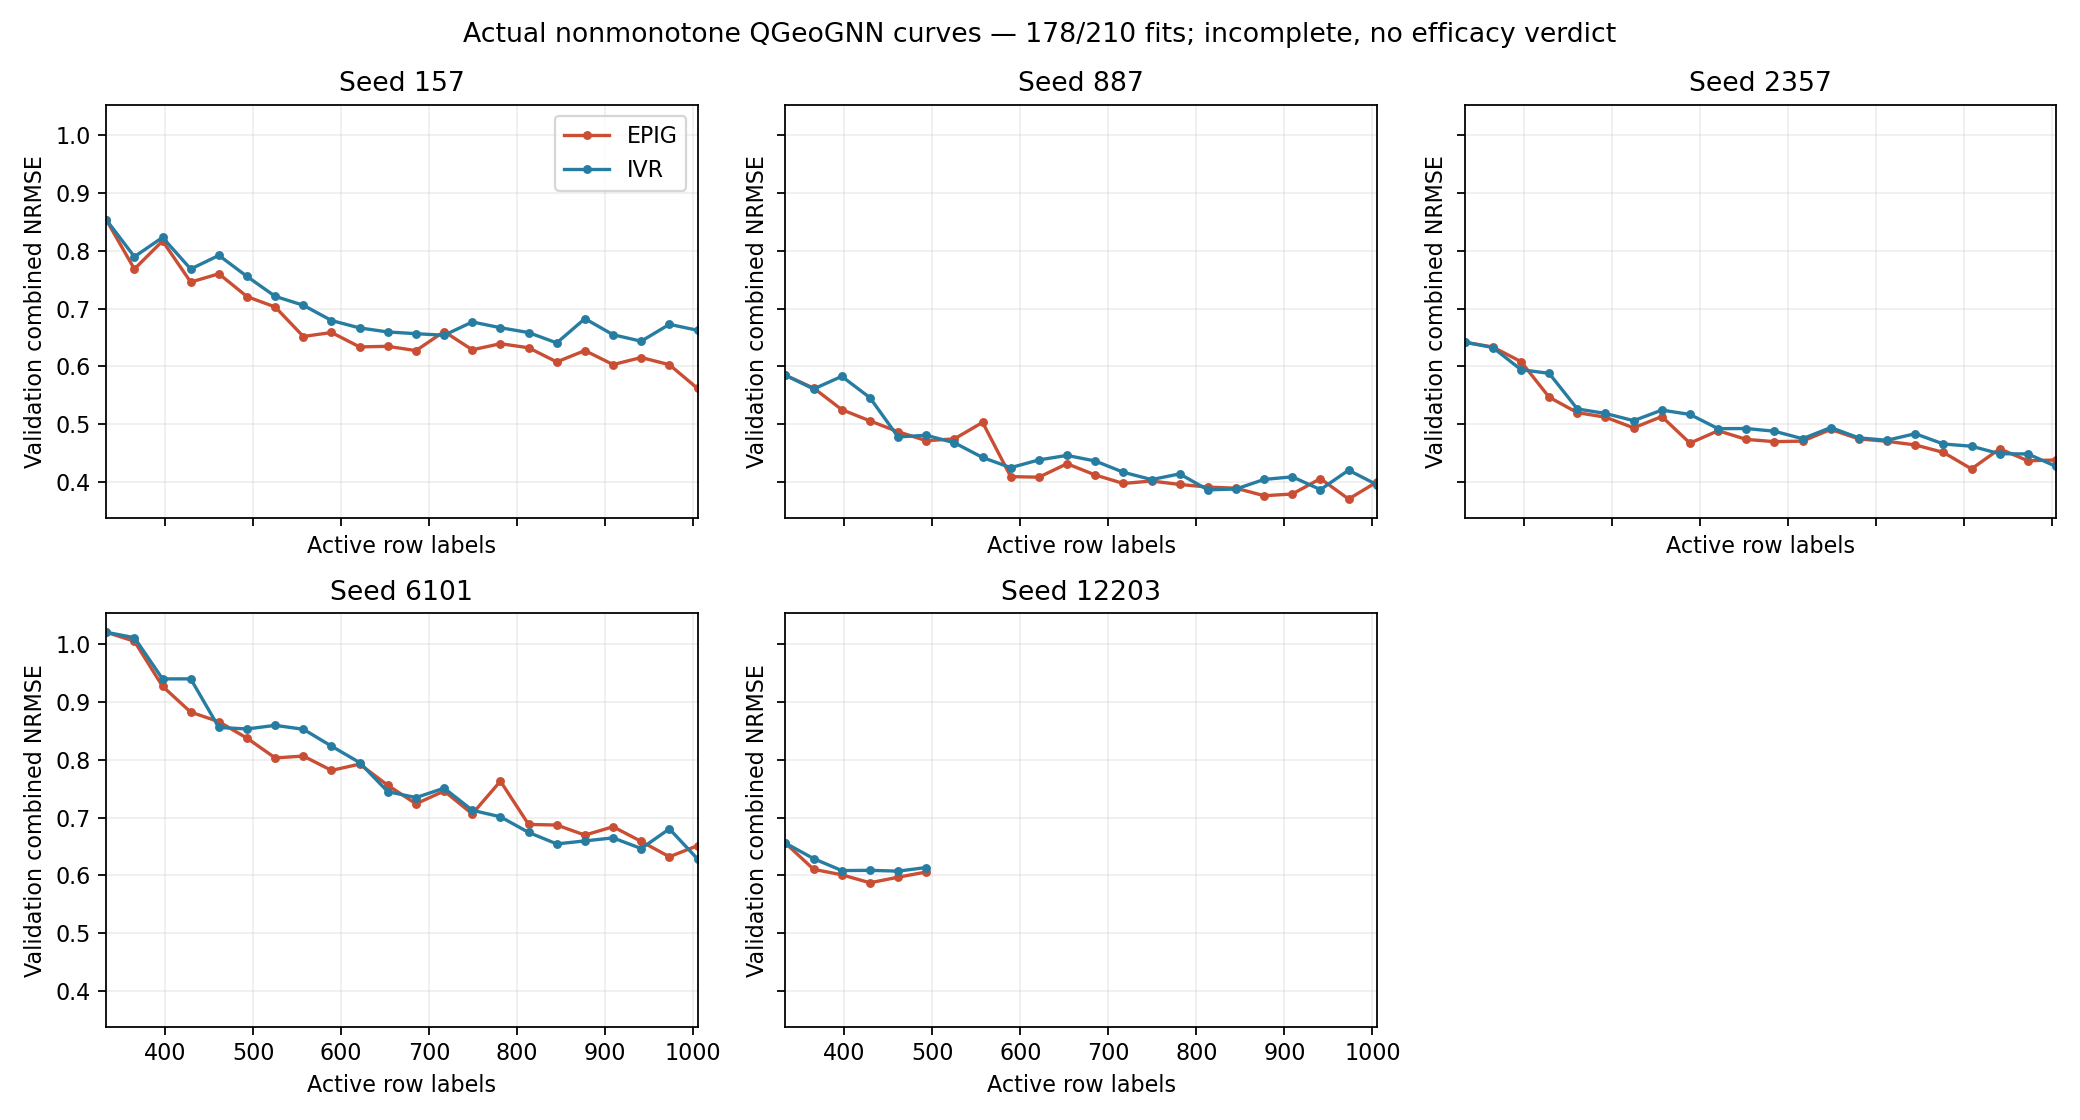 Actual nonmonotone QGeoGNN curves — 178/210 fits; incomplete, no efficacy verdict
Seed 157
Seed 887
Seed 2357
EPIG
IVR
1.0
0.9
0.8
0.7
0.6
0.5
0.4
Validation combined NRMSE
Validation combined NRMSE
Validation combined NRMSE
Active row labels
Active row labels
Active row labels
Seed 6101
Seed 12203
1.0
0.9
0.8
0.7
0.6
0.5
0.4
Validation combined NRMSE
Validation combined NRMSE
400 500 600 700 800 900 1000
400 500 600 700 800 900 1000
Active row labels
Active row labels